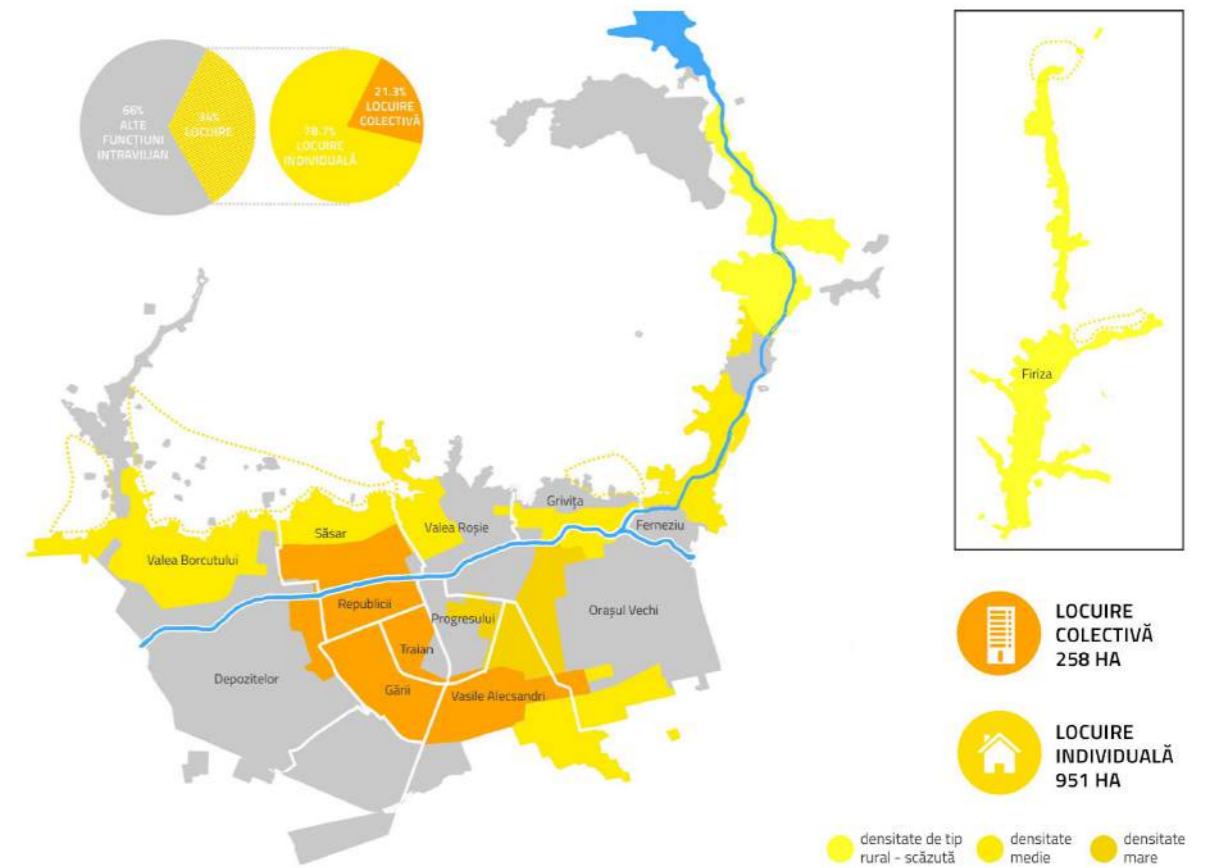 66%
ALTE
FUNCȚIUNI
INTRAVILIAN
34%
LOCUIRE
21.3%
LOCUIRE
COLECTIVĂ
78.7%
LOCUIRE
INDIVIDUALĂ
Firiza
Grivița
Ferneziu
Săsar
Valea Roșie
Valea Borcutului
Republicii
Progresului
Orașul Vechi
Traian
Depozitelor
Gării
Vasile Alecsandri
LOCUIRE
COLECTIVĂ
258 HA
LOCUIRE
INDIVIDUALĂ
951 HA
densitate de tip
rural - scăzută
densitate
medie
densitate
mare